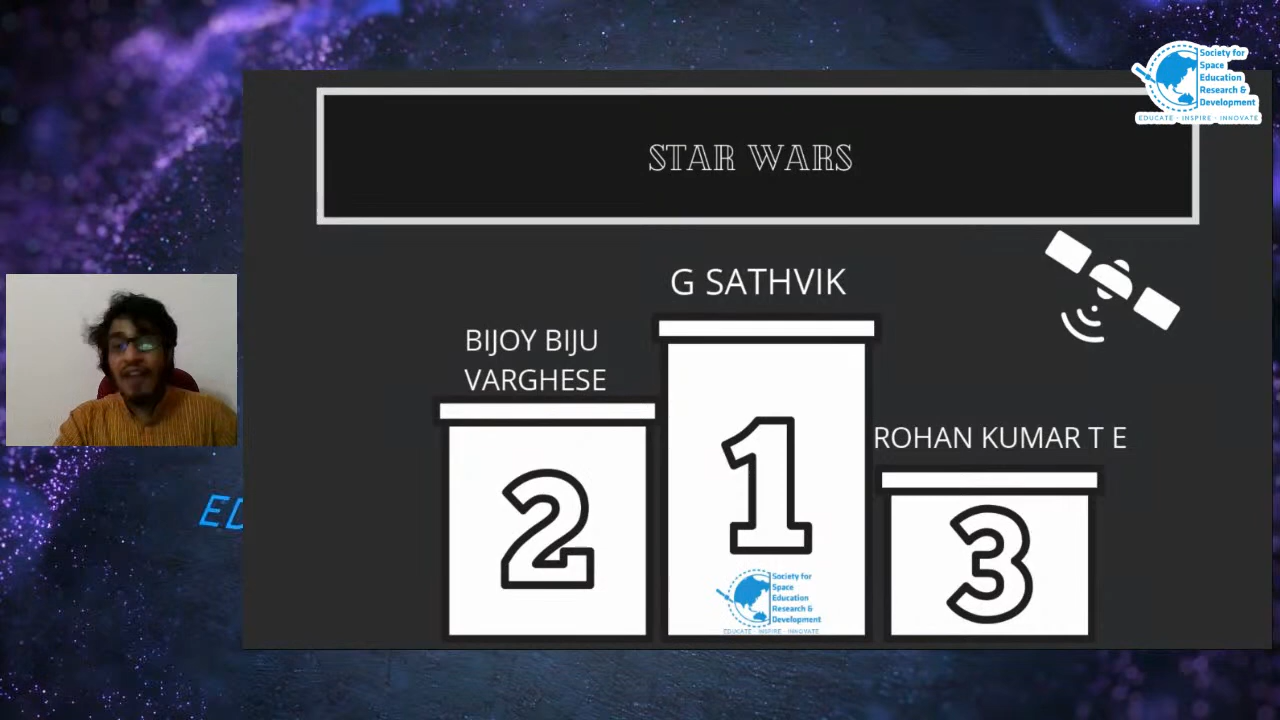 Society for
Space
Education
Research &
Development
EDUCATE - INSPIRE - INNOVATE
STAR WARS
G SATHVIK
BIJOY BIJU
VARGHESE
ROHAN KUMAR T E
1
2
3
Society for
Space
Education
Research &
Development
EDUCATE - INSPIRE - INNOVATE
ED